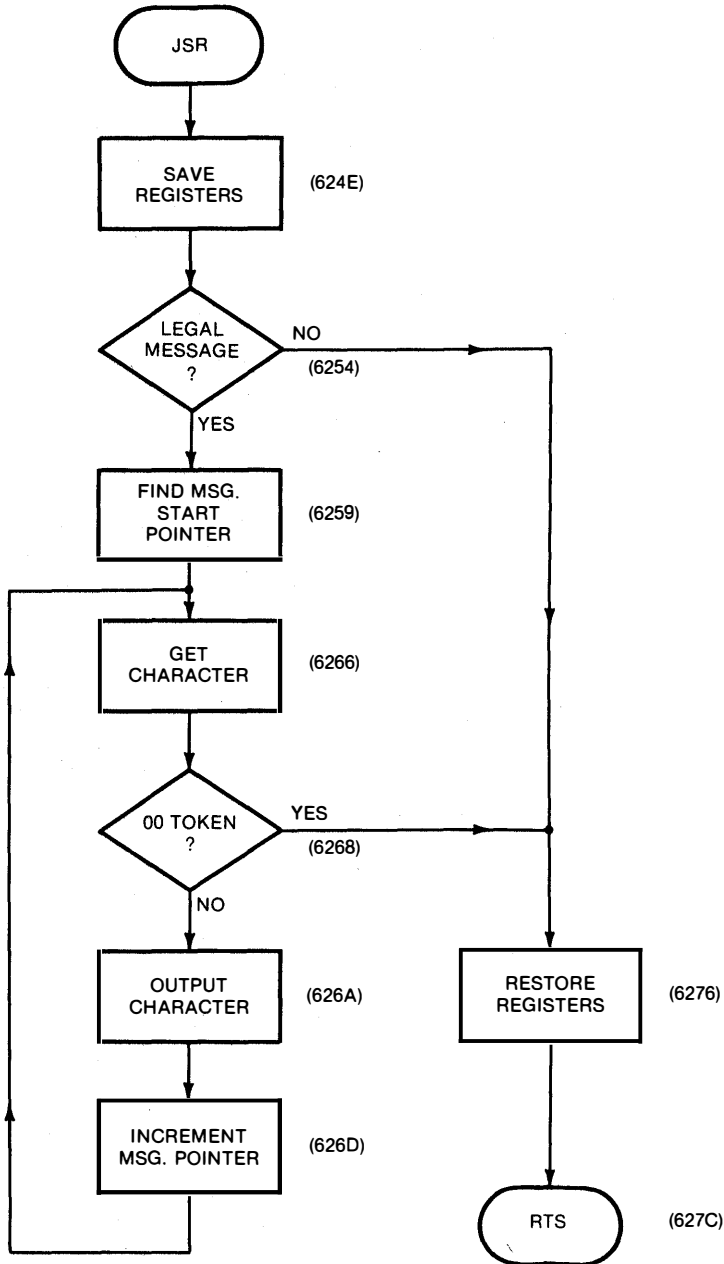 JSR
SAVE
REGISTERS
(624E)
LEGAL
MESSAGE
?
NO
(6254)
YES
FIND MSG.
START
POINTER
(6259)
GET
CHARACTER
(6266)
00 TOKEN
?
YES
(6268)
NO
OUTPUT
CHARACTER
(626A)
RESTORE
REGISTERS
(6276)
INCREMENT
MSG. POINTER
(626D)
RTS
(627C)